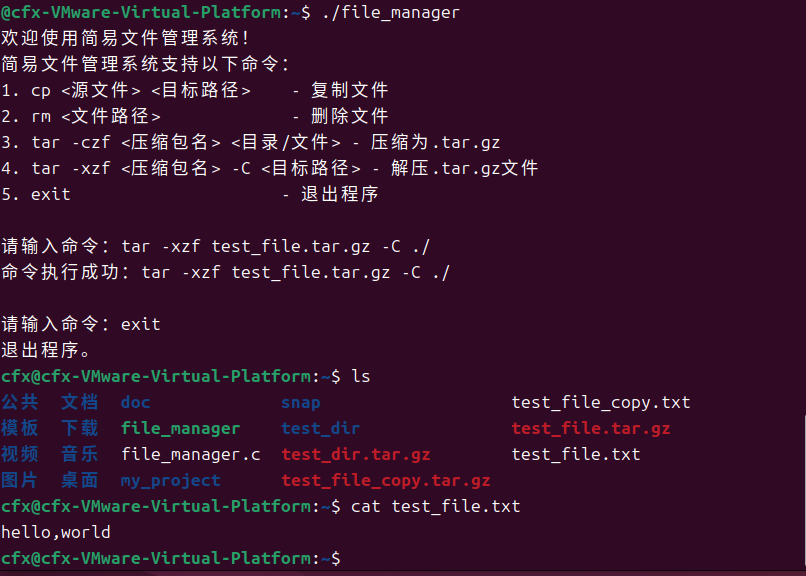 @cfx-VMware-Virtual-Platform:~$ ./file_manager
欢迎使用简易文件管理系统！
简易文件管理系统支持以下命令：
1. cp <源文件> <目标路径>    - 复制文件
2. rm <文件路径>             - 删除文件
3. tar -czf <压缩包名> <目录/文件> - 压缩为.tar.gz
4. tar -xzf <压缩包名> -C <目标路径> - 解压.tar.gz文件
5. exit                     - 退出程序
请输入命令：tar -xzf test_file.tar.gz -C ./
命令执行成功：tar -xzf test_file.tar.gz -C ./
请输入命令：exit
退出程序。
cfx@cfx-VMware-Virtual-Platform:~$ ls
公共  文档  doc             snap                   test_file_copy.txt
模板  下载  file_manager    test_dir               test_file.tar.gz
视频  音乐  file_manager.c  test_dir.tar.gz        test_file.txt
图片  桌面  my_project      test_file_copy.tar.gz
cfx@cfx-VMware-Virtual-Platform:~$ cat test_file.txt
hello,world
cfx@cfx-VMware-Virtual-Platform:~$